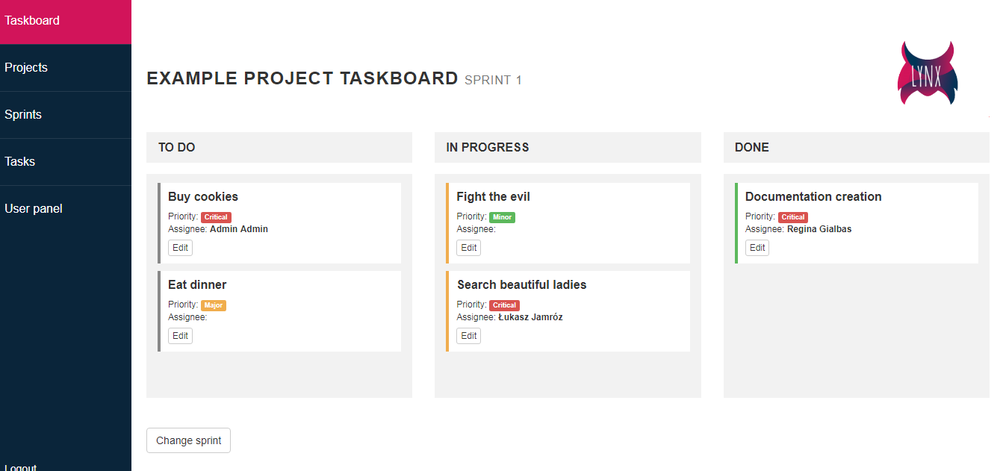 Taskboard
Projects
Sprints
Tasks
User panel
Logout
EXAMPLE PROJECT TASKBOARD SPRINT 1
LYNX
TO DO
Buy cookies
Priority: Critical
Assignee: Admin Admin
Edit
Eat dinner
Priority: Major
Assignee:
Edit
IN PROGRESS
Fight the evil
Priority: Minor
Assignee:
Edit
Search beautiful ladies
Priority: Critical
Assignee: Łukasz Jamróz
Edit
DONE
Documentation creation
Priority: Critical
Assignee: Regina Gialbas
Edit
Change sprint